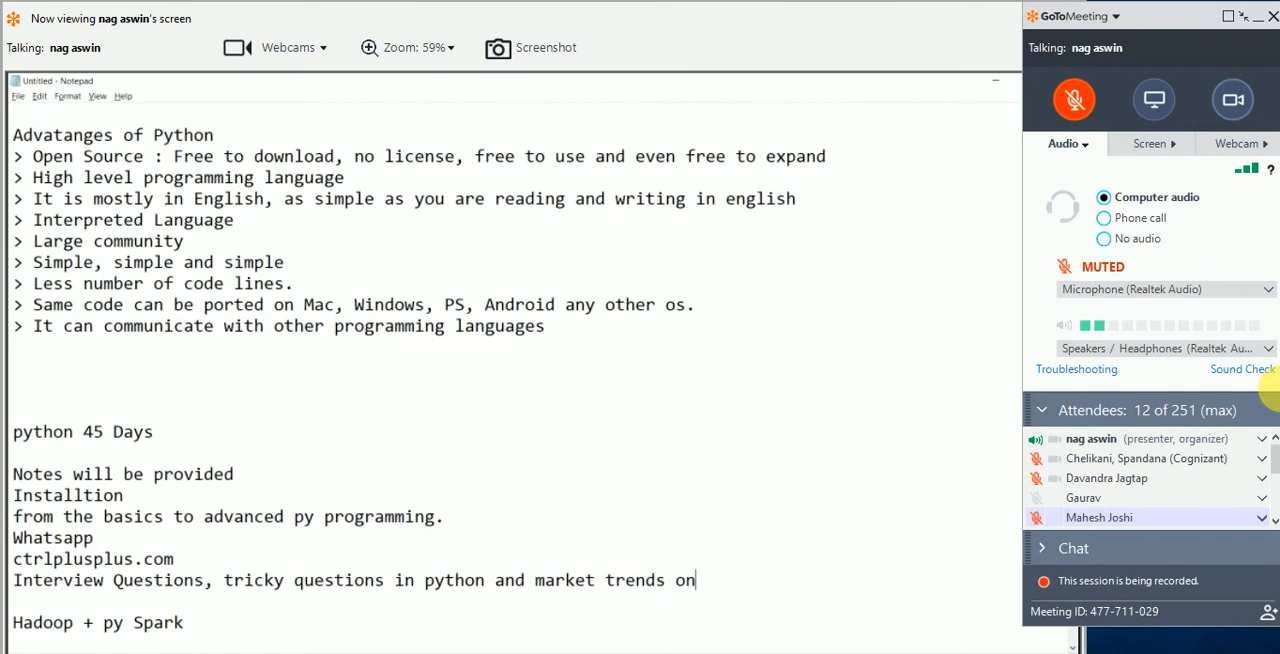 Now viewing nag aswin's screen
Talking: nag aswin
Webcams
Zoom: 59%
Screenshot
Untitled - Notepad
File Edit Format View Help
Advatanges of Python
> Open Source : Free to download, no license, free to use and even free to expand
> High level programming language
> It is mostly in English, as simple as you are reading and writing in english
> Interpreted Language
> Large community
> Simple, simple and simple
> Less number of code lines.
> Same code can be ported on Mac, Windows, PS, Android any other os.
> It can communicate with other programming languages
python 45 Days
Notes will be provided
Installtion
from the basics to advanced py programming.
Whatsapp
ctrlplusplus.com
Interview Questions, tricky questions in python and market trends on
Hadoop + py Spark
GoToMeeting
Talking: nag aswin
Audio
Screen
Webcam
?
Computer audio
Phone call
No audio
MUTED
Microphone (Realtek Audio)
Speakers / Headphones (Realtek Au...
Troubleshooting
Sound Check
Attendees: 12 of 251 (max)
nag aswin (presenter, organizer)
Chelikani, Spandana (Cognizant)
Davandra Jagtap
Gaurav
Mahesh Joshi
Chat
This session is being recorded.
Meeting ID: 477-711-029